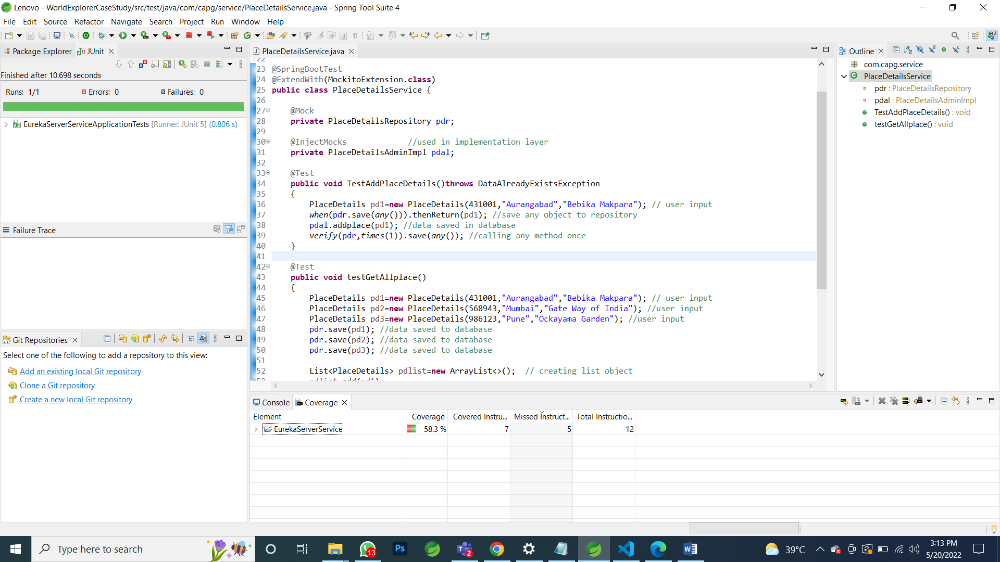 Lenovo - WorldExplorerCaseStudy/src/test/java/com/capg/service/PlaceDetailsService.java - Spring Tool Suite 4
File Edit Source Refactor Navigate Search Project Run Window Help
Package Explorer JUnit
Finished after 10.698 seconds
Runs: 1/1 Errors: 0 Failures: 0
EurekaServerServiceApplicationTests [Runner: JUnit 5] (0.806 s)
Failure Trace
Git Repositories
Select one of the following to add a repository to this view:
Add an existing local Git repository
Clone a Git repository
Create a new local Git repository
PlaceDetailsService.java
22
23 @SpringBootTest
24 @ExtendWith(MockitoExtension.class)
25 public class PlaceDetailsService {
26
27 @Mock
28 private PlaceDetailsRepository pdr;
29
30 @InjectMocks //used in implementation layer
31 private PlaceDetailsAdminImpl pdal;
32
33 @Test
34 public void TestAddPlaceDetails()throws DataAlreadyExistsException
35 {
36 PlaceDetails pd1=new PlaceDetails(431001,"Aurangabad","Bebika Makpara"); // user input
37 when(pdr.save(any())).thenReturn(pd1); //save any object to repository
38 pdal.addplace(pd1); //data saved in database
39 verify(pdr,times(1)).save(any()); //calling any method once
40 }
41
42 @Test
43 public void testGetAllplace()
44 {
45 PlaceDetails pd1=new PlaceDetails(431001,"Aurangabad","Bebika Makpara"); // user input
46 PlaceDetails pd2=new PlaceDetails(568943,"Mumbai","Gate Way of India"); //user input
47 PlaceDetails pd3=new PlaceDetails(986123,"Pune","Ockayama Garden"); //user input
48 pdr.save(pd1); //data saved to database
49 pdr.save(pd2); //data saved to database
50 pdr.save(pd3); //data saved to database
51
52 List<PlaceDetails> pdlist=new ArrayList<>(); // creating list object
53 pdlist.add(pd1);
Outline
com.capg.service
PlaceDetailsService
pdr : PlaceDetailsRepository
pdal : PlaceDetailsAdminImpl
TestAddPlaceDetails() : void
testGetAllplace() : void
Console Coverage
Element Coverage Covered Instru... Missed Instruct... Total Instructio...
EurekaServerService 58.3 % 7 5 12
Type here to search
13
Ps
2
39°C
3:13 PM
5/20/2022